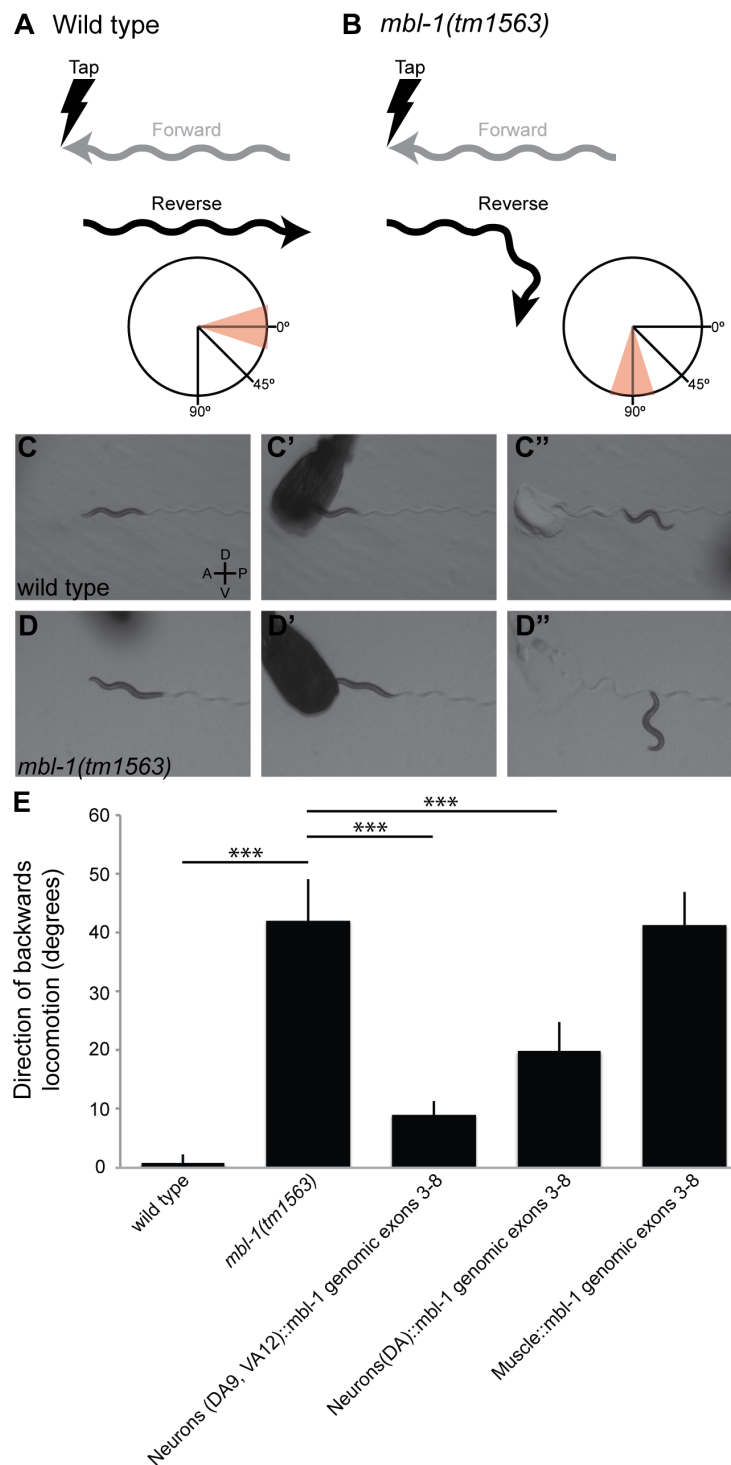 A Wild type
Tap
Forward
Reverse
0º
45º
90º
B mbl-1(tm1563)
Tap
Forward
Reverse
0º
45º
90º
C
D
A P
V
wild type
C'
C"
D
mbl-1(tm1563)
D'
D"
E
Direction of backwards
locomotion (degrees)
60
50
40
30
20
10
0
***
***
***
wild type
mbl-1(tm1563)
Neurons (DA9, VA12)::mbl-1 genomic exons 3-8
Neurons(DA)::mbl-1 genomic exons 3-8
Muscle::mbl-1 genomic exons 3-8